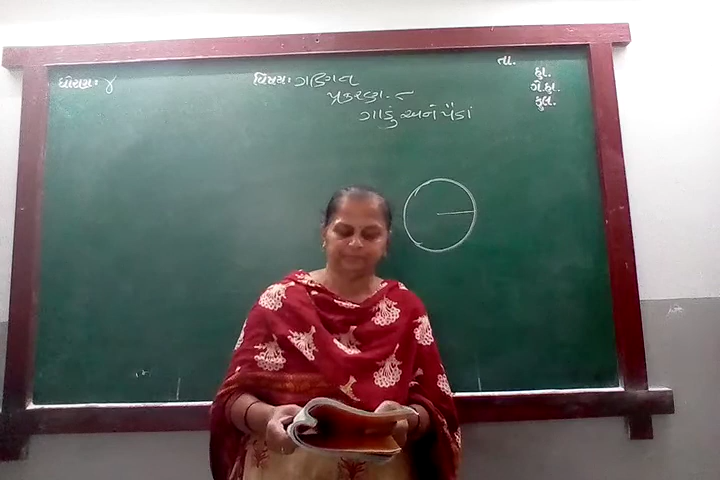 ધોરણ: ૪
વિષય: ગણિત
પ્રકરણ - ૮
ગાડું અને પૈડાં
તા.
હા.
ગૈ.હા.
કુલ.